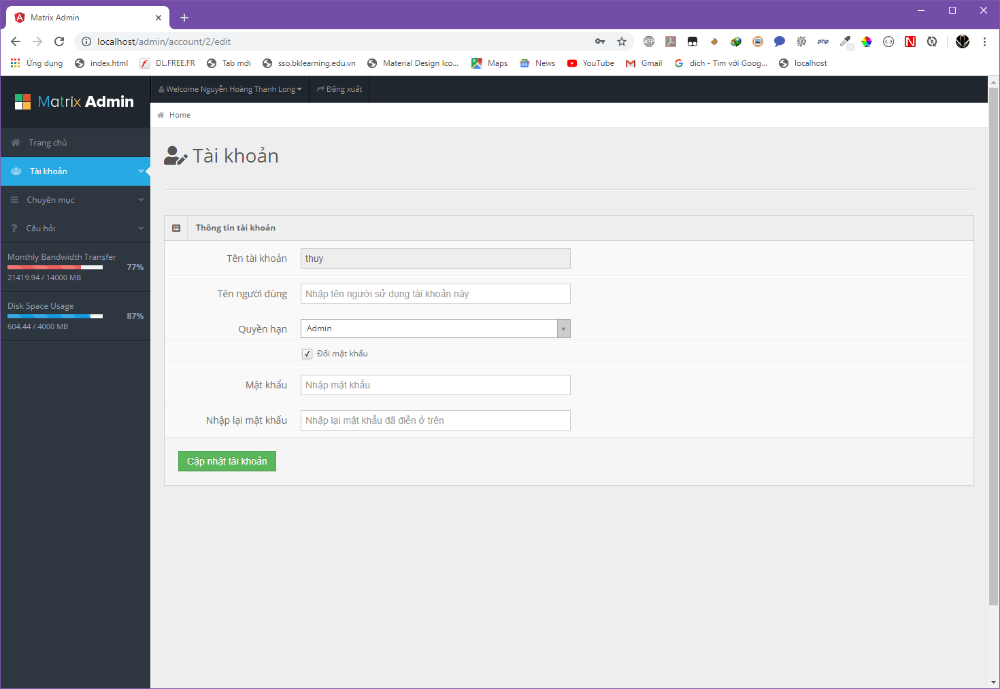 Matrix Admin
localhost/admin/account/2/edit
ABP
php
Ứng dụng index.html DL.FREE.FR Tab mới sso.bklearning.edu.vn Material Design Ico... Maps News YouTube Gmail dich - Tìm với Goog... localhost
Matrix Admin
Welcome Nguyễn Hoàng Thanh Long Đăng xuất
Home
Trang chủ
Tài khoản
Chuyên mục
Câu hỏi
Monthly Bandwidth Transfer
77%
21419.94 / 14000 MB
Disk Space Usage
87%
604.44 / 4000 MB
Tài khoản
Thông tin tài khoản
Tên tài khoản thuy
Tên người dùng Nhập tên người sử dụng tài khoản này
Quyền hạn Admin
Đổi mật khẩu
Mật khẩu Nhập mật khẩu
Nhập lại mật khẩu Nhập lại mật khẩu đã điền ở trên
Cập nhật tài khoản